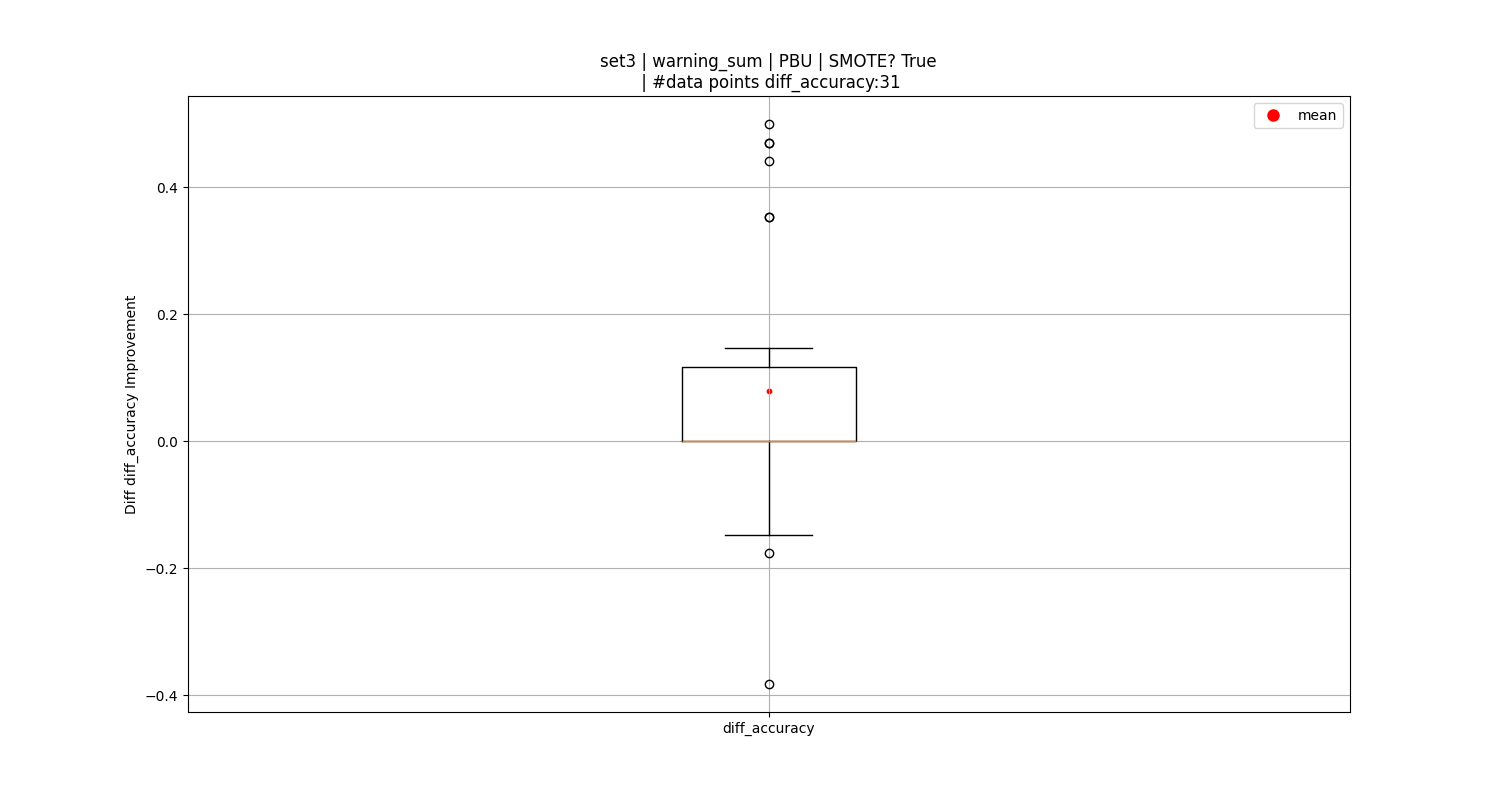 set3 | warning_sum | PBU | SMOTE? True
| #data points diff_accuracy:31
mean
0.4
0.2
0.0
−0.2
−0.4
Diff diff_accuracy Improvement
diff_accuracy